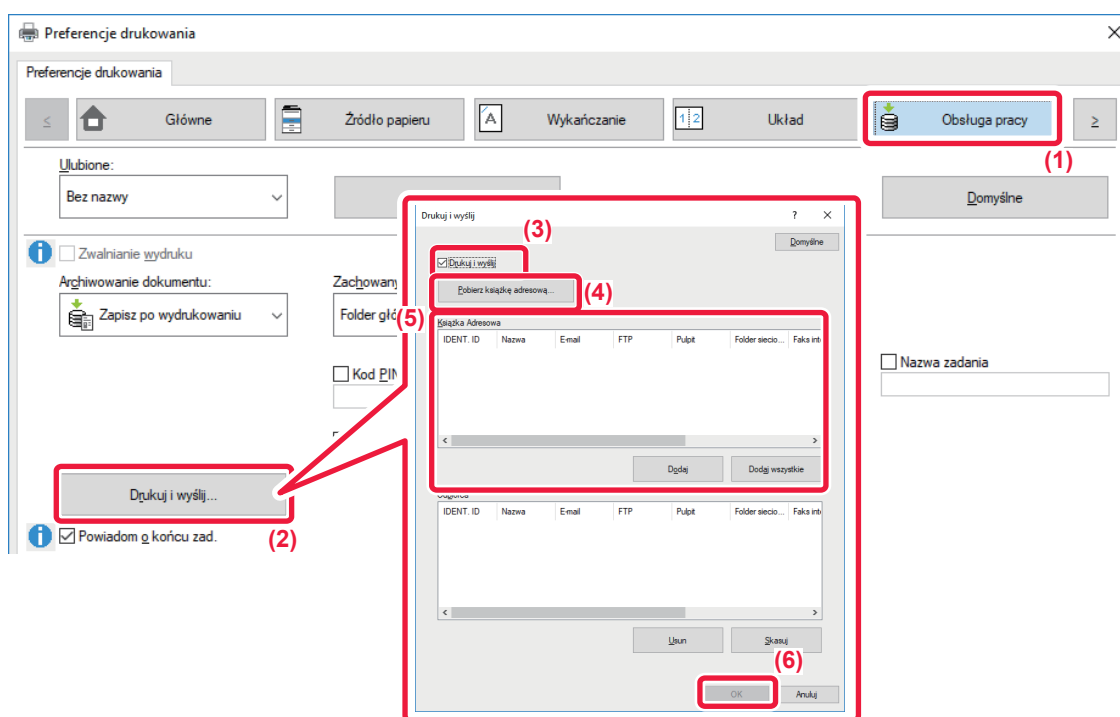 Preferencje drukowania
Preferencje drukowania
≤
Główne
Źródło papieru
A
Wykańczanie
1 2
Układ
Obsługa pracy
≥
(1)
Ulubione:
Bez nazwy
Domyślne
Zwalnianie wydruku
Archiwowanie dokumentu:
Zapisz po wydrukowaniu
Kod PIN
Nazwa zadania
Drukuj i wyślij...
(2)
Powiadom o końcu zad.
Drukuj i wyślij
? ×
(3)
Domyślne
Drukuj i wyślij
Pobierz książkę adresową...
(4)
(5)
Książka Adresowa
IDENT. ID Nazwa E-mail FTP Pulpit Folder siecio... Faks inte
Dodaj
Dodaj wszystkie
IDENT. ID Nazwa E-mail FTP Pulpit Folder siecio... Faks inte
Usun
Skasuj
(6)
OK
Anuluj